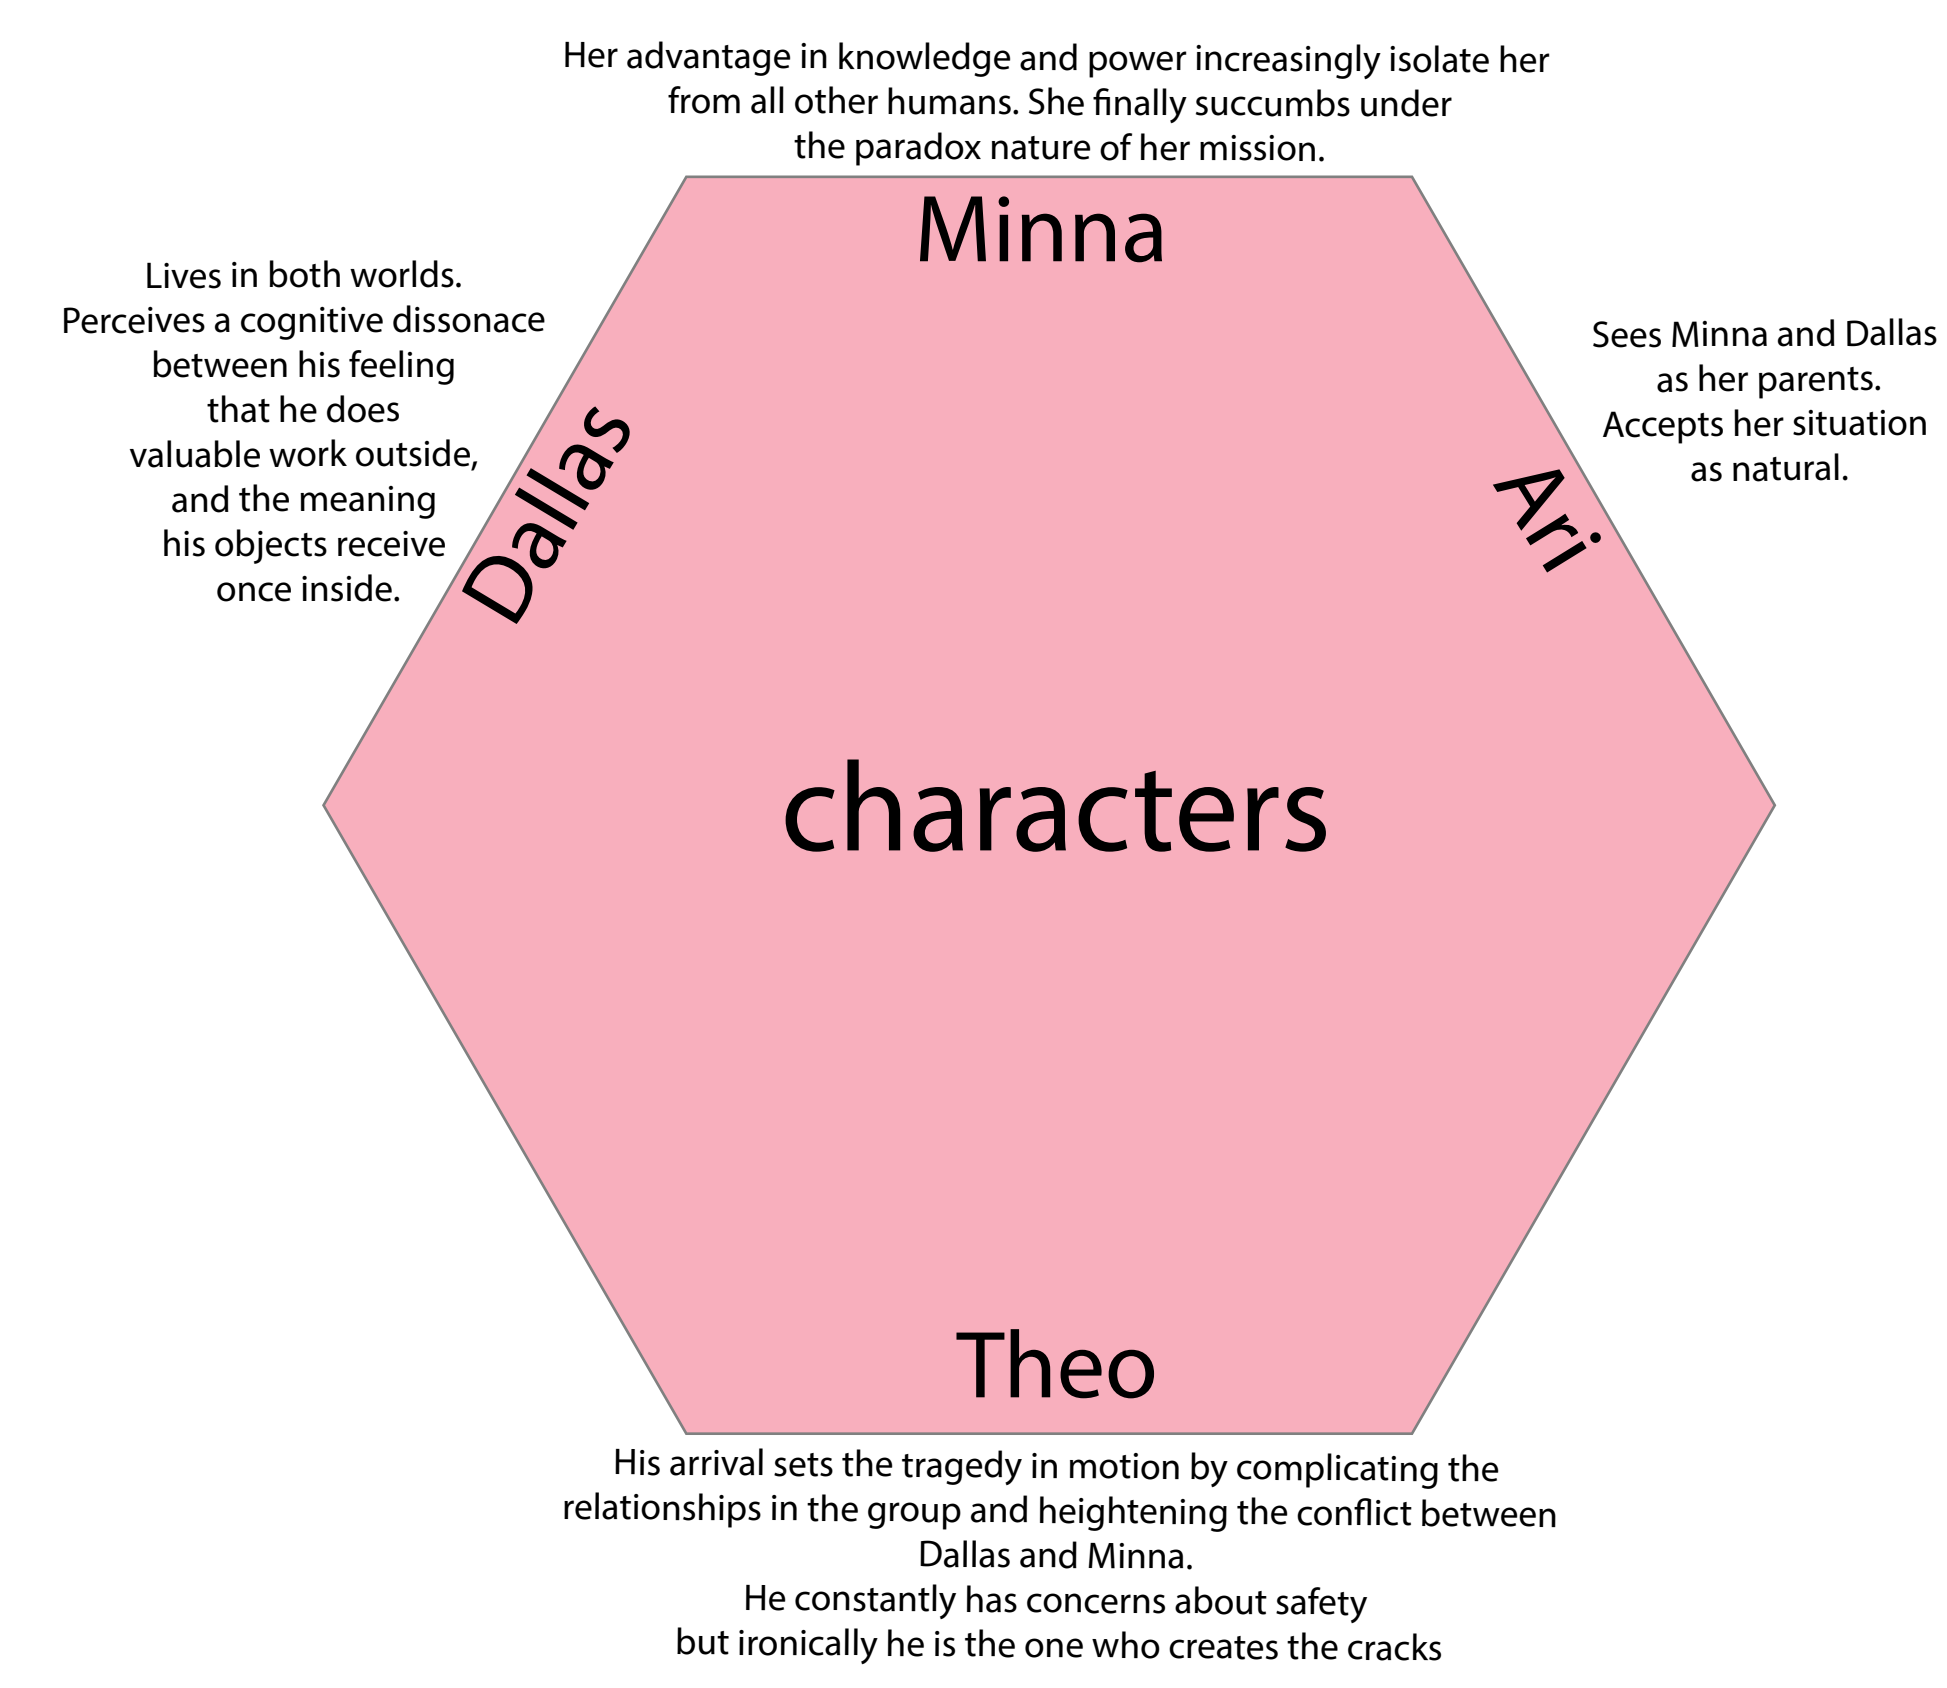 Her advantage in knowledge and power increasingly isolate her
from all other humans. She finally succumbs under
the paradox nature of her mission.
Minna
Lives in both worlds.
Perceives a cognitive dissonace
between his feeling
that he does
valuable work outside,
and the meaning
his objects receive
once inside.
Dallas
Sees Minna and Dallas
as her parents.
Accepts her situation
as natural.
Ari
characters
Theo
His arrival sets the tragedy in motion by complicating the
relationships in the group and heightening the conflict between
Dallas and Minna.
He constantly has concerns about safety
but ironically he is the one who creates the cracks